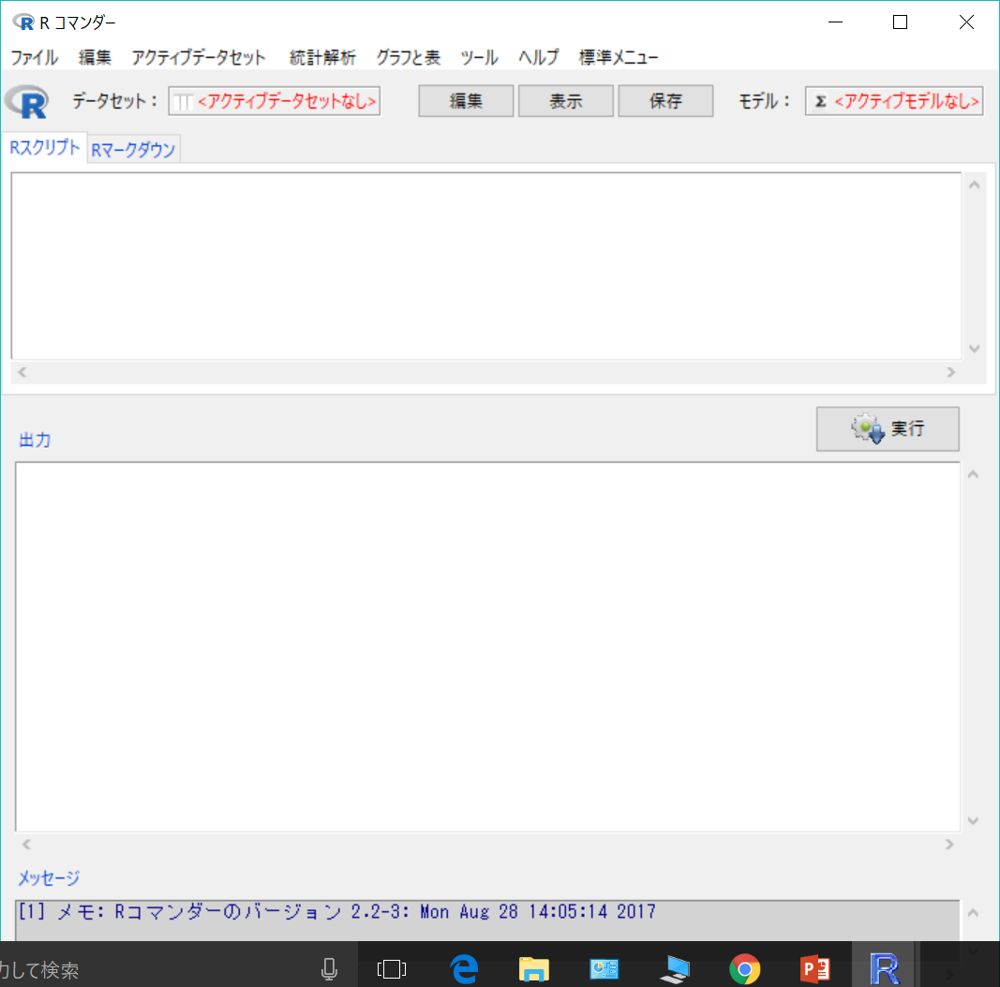 R コマンダー
ファイル 編集 アクティブデータセット 統計解析 グラフと表 ツール ヘルプ 標準メニュー
データセット： <アクティブデータセットなし> 編集 表示 保存 モデル： Σ <アクティブモデルなし>
Rスクリプト Rマークダウン
実行
出力
メッセージ
[1] メモ: Rコマンダーのバージョン 2.2-3: Mon Aug 28 14:05:14 2017
力して検索